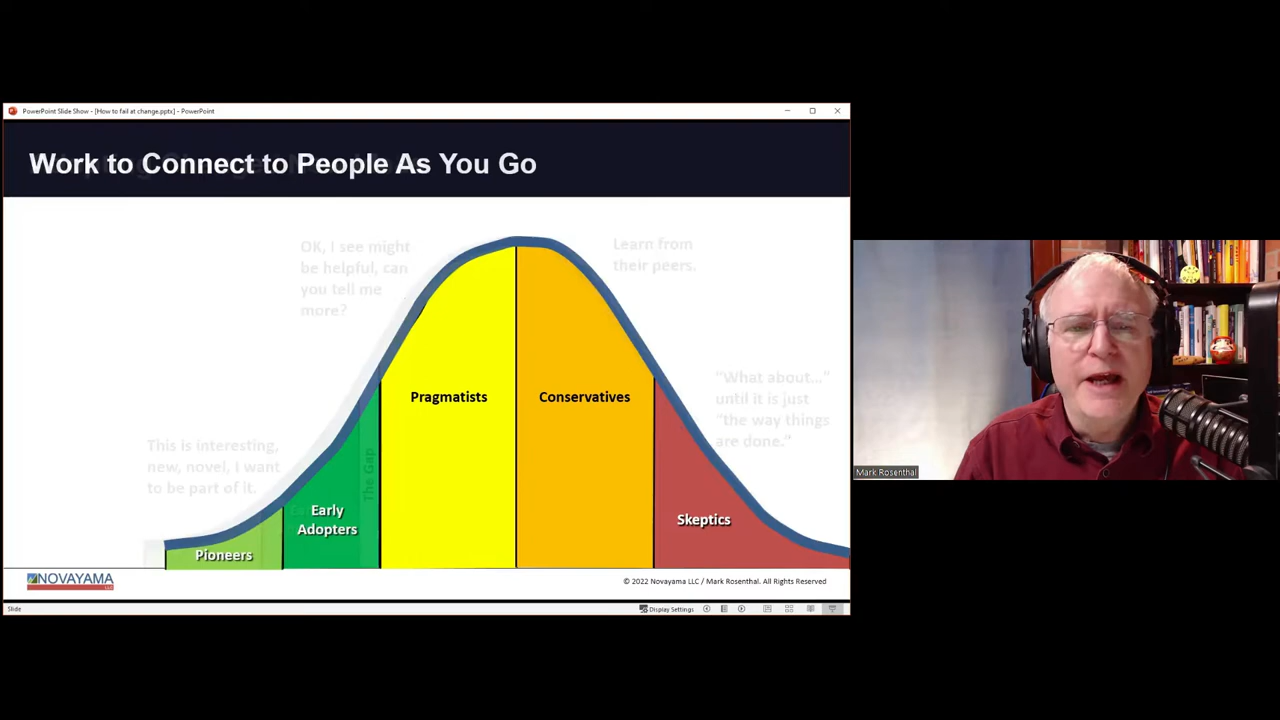 PowerPoint Slide Show - [How to fail at change.pptx] - PowerPoint
Work to Connect to People As You Go
OK, I see might
be helpful, can
you tell me
more?
Learn from
their peers.
Pragmatists
Conservatives
"What about..."
until it is just
"the way things
are done."
This is interesting,
new, novel, I want
to be part of it.
The Gap
Early
Adopters
Skeptics
Pioneers
NOVAYAMA
LLC
© 2022 Novayama LLC / Mark Rosenthal. All Rights Reserved
Slide
Display Settings
Mark Rosenthal